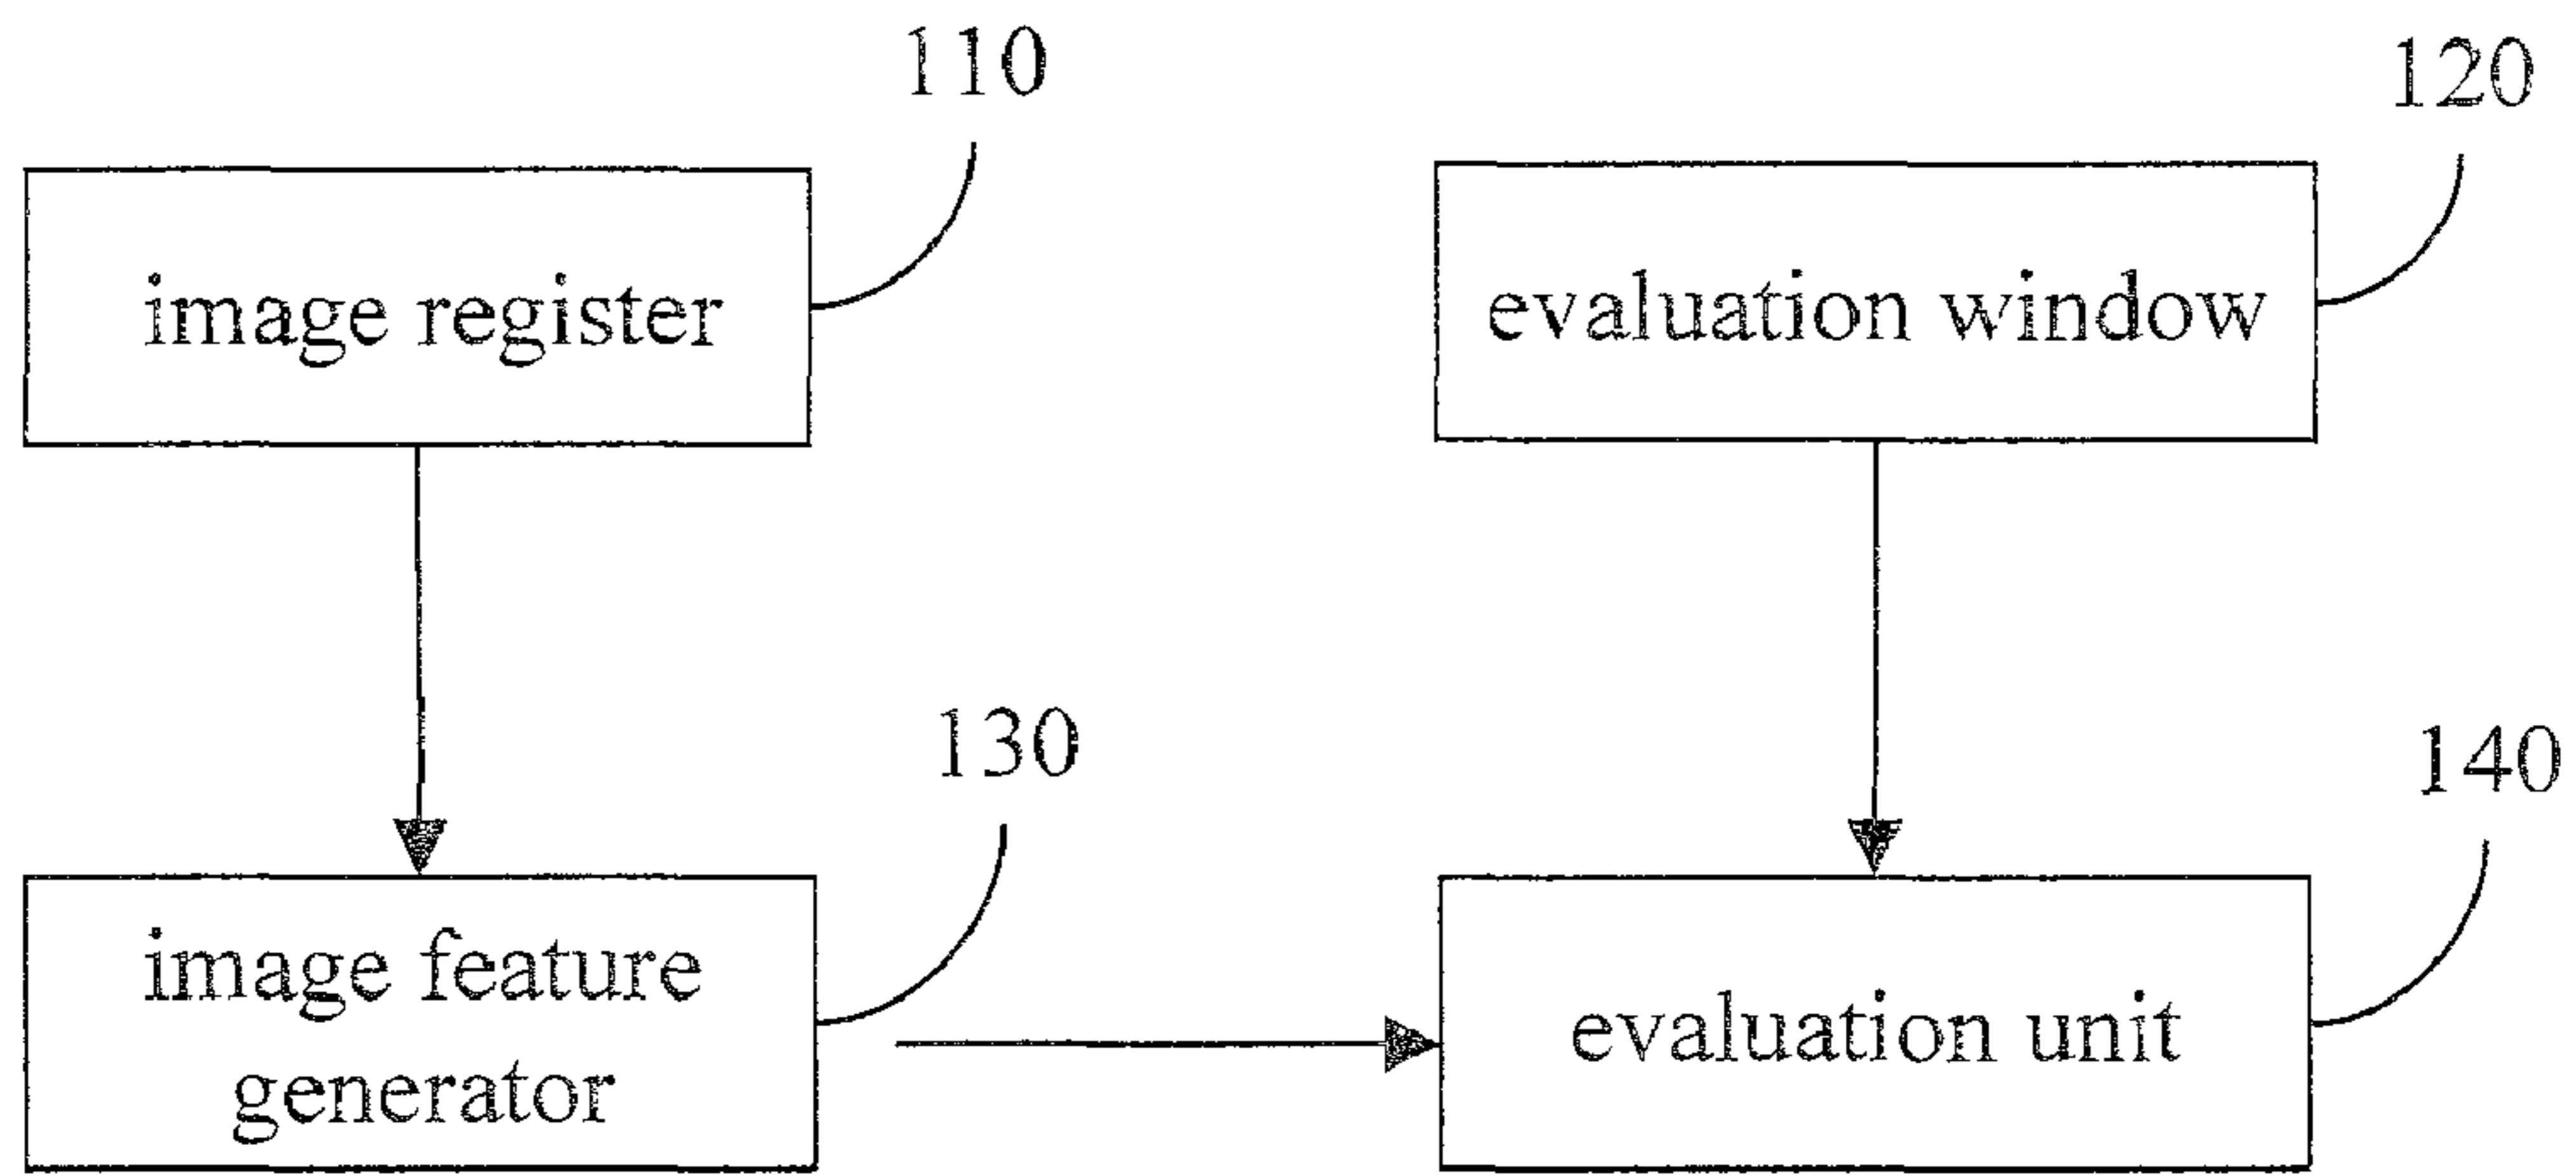 110
120
image register
evaluation window
130
140
image feature
generator
evaluation unit